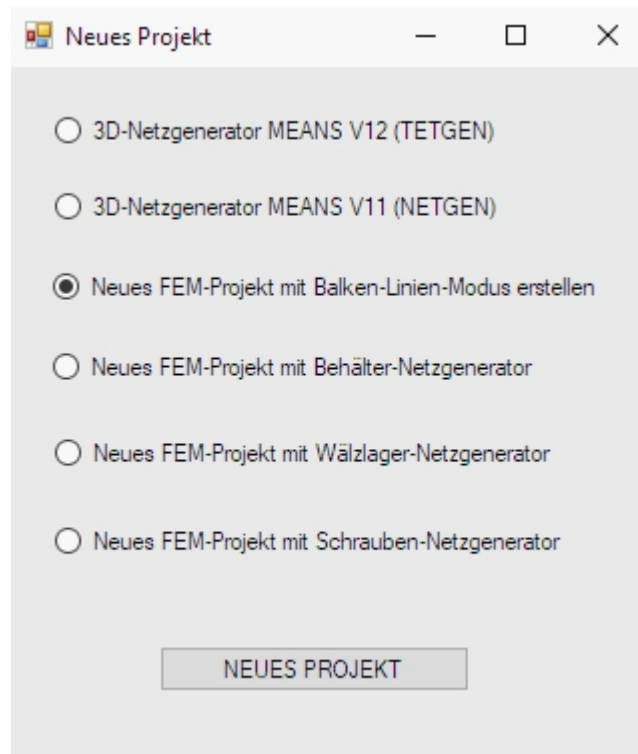 Neues Projekt
3D-Netzgenerator MEANS V12 (TETGEN)
3D-Netzgenerator MEANS V11 (NETGEN)
Neues FEM-Projekt mit Balken-Linien-Modus erstellen
Neues FEM-Projekt mit Behälter-Netzgenerator
Neues FEM-Projekt mit Wälzlager-Netzgenerator
Neues FEM-Projekt mit Schrauben-Netzgenerator
NEUES PROJEKT